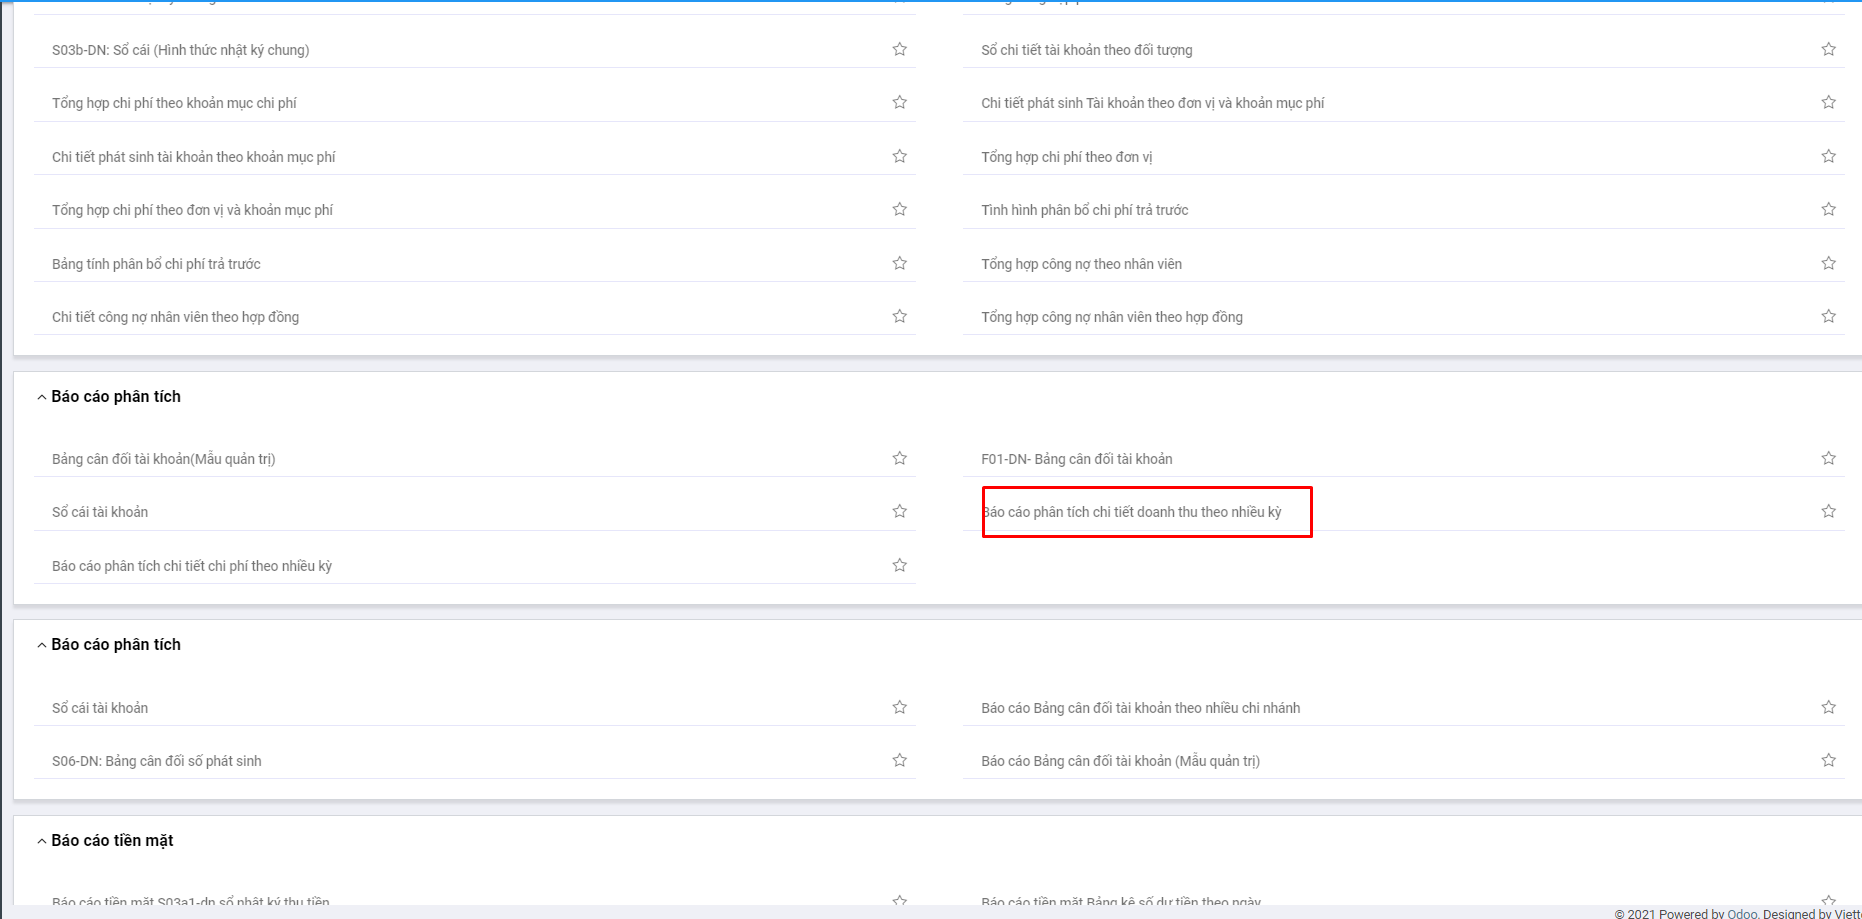 S03b-DN: Sổ cái (Hình thức nhật ký chung)
Sổ chi tiết tài khoản theo đối tượng
Tổng hợp chi phí theo khoản mục chi phí
Chi tiết phát sinh Tài khoản theo đơn vị và khoản mục phí
Chi tiết phát sinh tài khoản theo khoản mục phí
Tổng hợp chi phí theo đơn vị
Tổng hợp chi phí theo đơn vị và khoản mục phí
Tình hình phân bổ chi phí trả trước
Bảng tính phân bổ chi phí trả trước
Tổng hợp công nợ theo nhân viên
Chi tiết công nợ nhân viên theo hợp đồng
Tổng hợp công nợ nhân viên theo hợp đồng
Báo cáo phân tích
Bảng cân đối tài khoản(Mẫu quản trị)
F01-DN- Bảng cân đối tài khoản
Sổ cái tài khoản
Báo cáo phân tích chi tiết doanh thu theo nhiều kỳ
Báo cáo phân tích chi tiết chi phí theo nhiều kỳ
Báo cáo phân tích
Sổ cái tài khoản
Báo cáo Bảng cân đối tài khoản theo nhiều chi nhánh
S06-DN: Bảng cân đối số phát sinh
Báo cáo Bảng cân đối tài khoản (Mẫu quản trị)
Báo cáo tiền mặt
Báo cáo tiền mặt S03a1-dn sổ nhật ký thu tiền
Báo cáo tiền mặt Bảng kê số dư tiền theo ngày
© 2021 Powered by Odoo. Designed by Viett